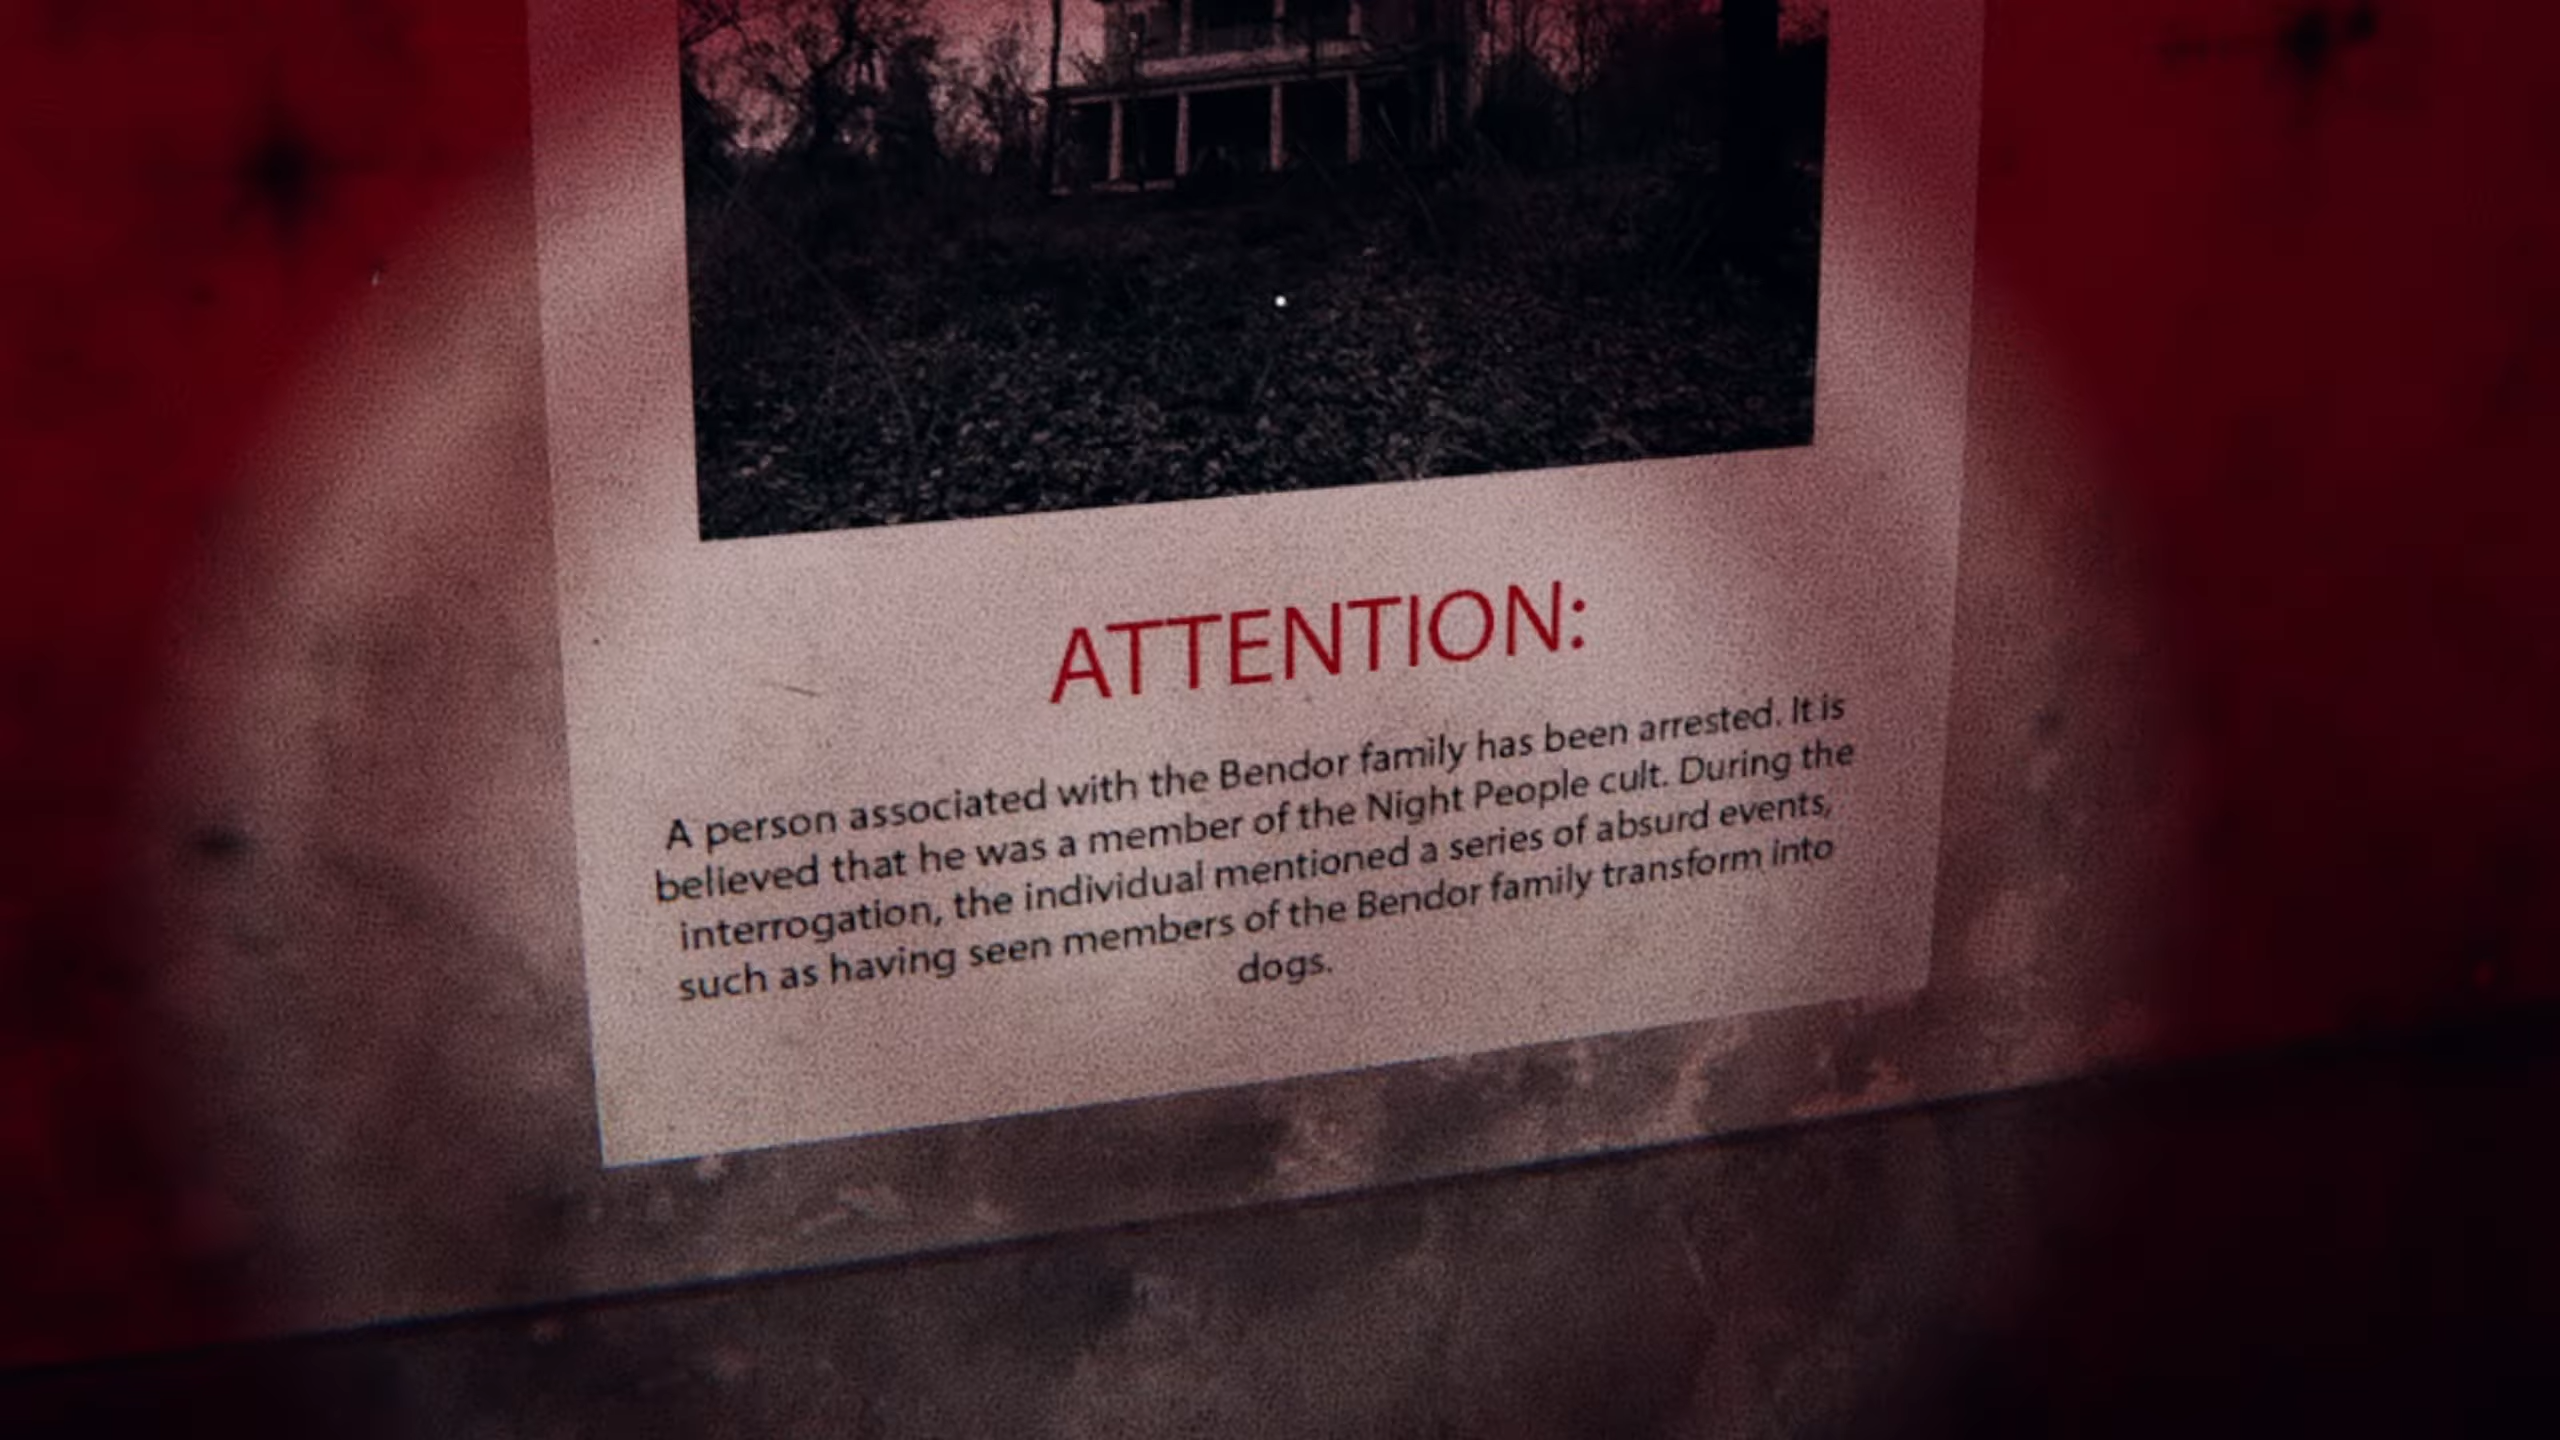 ATTENTION:
A person associated with the Bendor family has been arrested. It is
believed that he was a member of the Night People cult. During the
interrogation, the individual mentioned a series of absurd events,
such as having seen members of the Bendor family transform into
dogs.